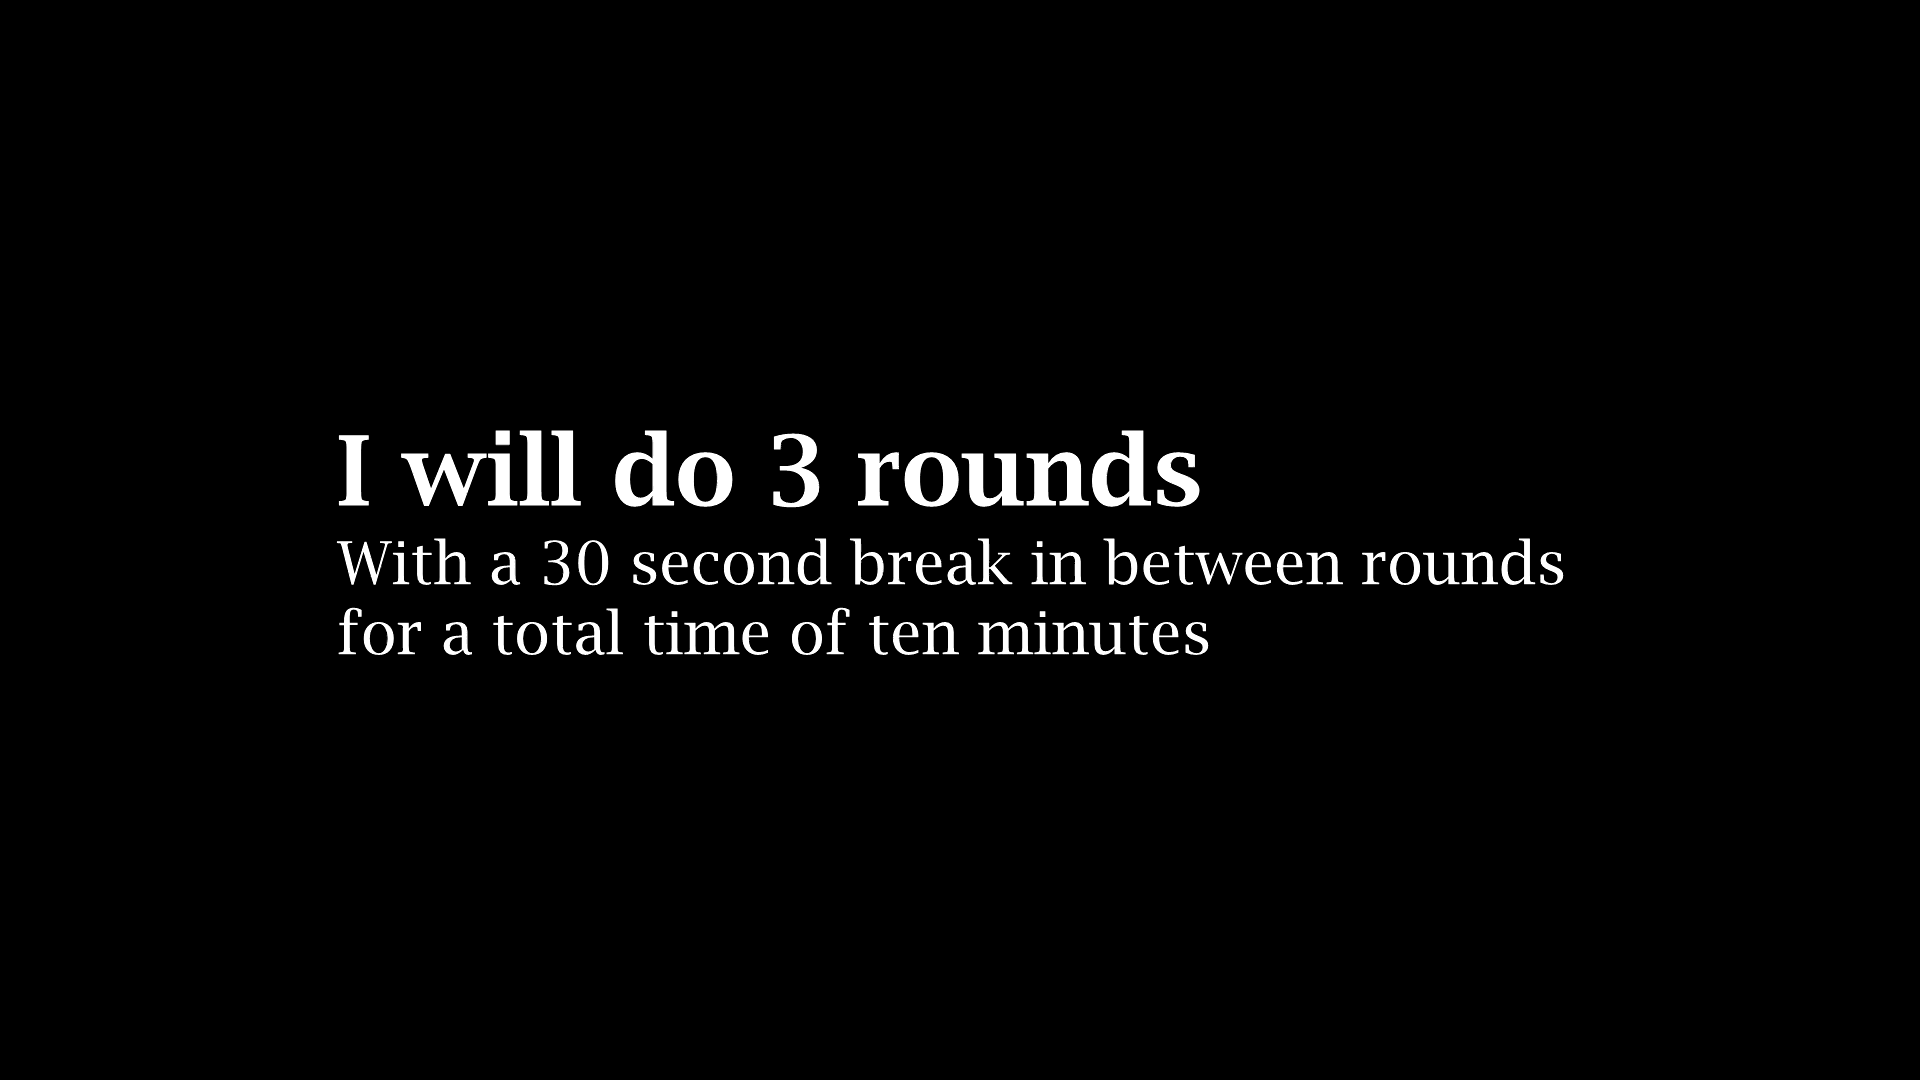 I will do 3 rounds
With a 30 second break in between rounds
for a total time of ten minutes